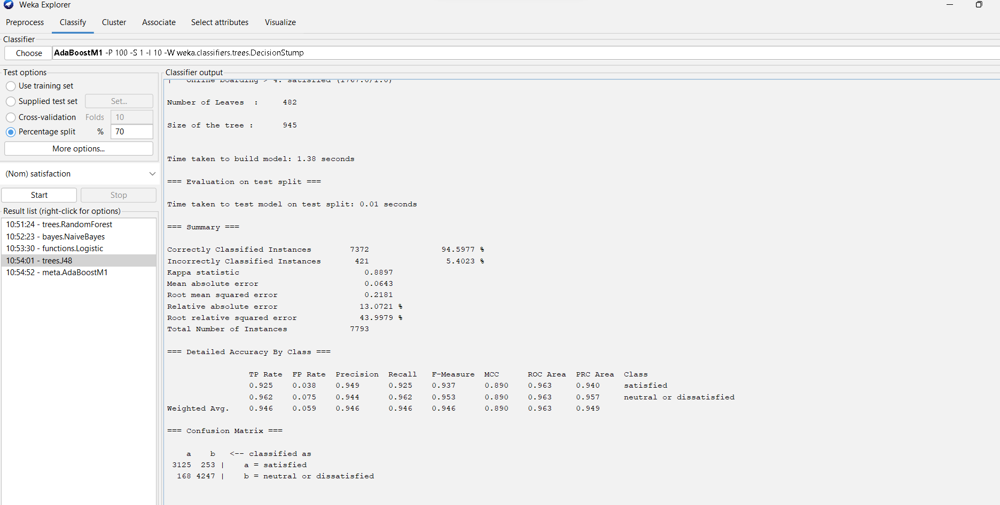 Weka Explorer
Preprocess Classify Cluster Associate Select attributes Visualize
Classifier
Choose AdaBoostM1 -P 100 -S 1 -I 10 -W weka.classifiers.trees.DecisionStump
Test options
Use training set
Supplied test set Set...
Cross-validation Folds 10
Percentage split % 70
More options...
(Nom) satisfaction
Start Stop
Result list (right-click for options)
10:51:24 - trees.RandomForest
10:52:23 - bayes.NaiveBayes
10:53:30 - functions.Logistic
10:54:01 - trees.J48
10:54:52 - meta.AdaBoostM1
Classifier output
| Online boarding > 4: satisfied (1767.0/1.0)
Number of Leaves : 482
Size of the tree : 945
Time taken to build model: 1.38 seconds
=== Evaluation on test split ===
Time taken to test model on test split: 0.01 seconds
=== Summary ===
Correctly Classified Instances 7372 94.5977 %
Incorrectly Classified Instances 421 5.4023 %
Kappa statistic 0.8897
Mean absolute error 0.0643
Root mean squared error 0.2181
Relative absolute error 13.0721 %
Root relative squared error 43.9979 %
Total Number of Instances 7793
=== Detailed Accuracy By Class ===
TP Rate FP Rate Precision Recall F-Measure MCC ROC Area PRC Area Class
0.925 0.038 0.949 0.925 0.937 0.890 0.963 0.940 satisfied
0.962 0.075 0.944 0.962 0.953 0.890 0.963 0.957 neutral or dissatisfied
Weighted Avg. 0.946 0.059 0.946 0.946 0.946 0.890 0.963 0.949
=== Confusion Matrix ===
a b <-- classified as
3125 253 | a = satisfied
168 4247 | b = neutral or dissatisfied